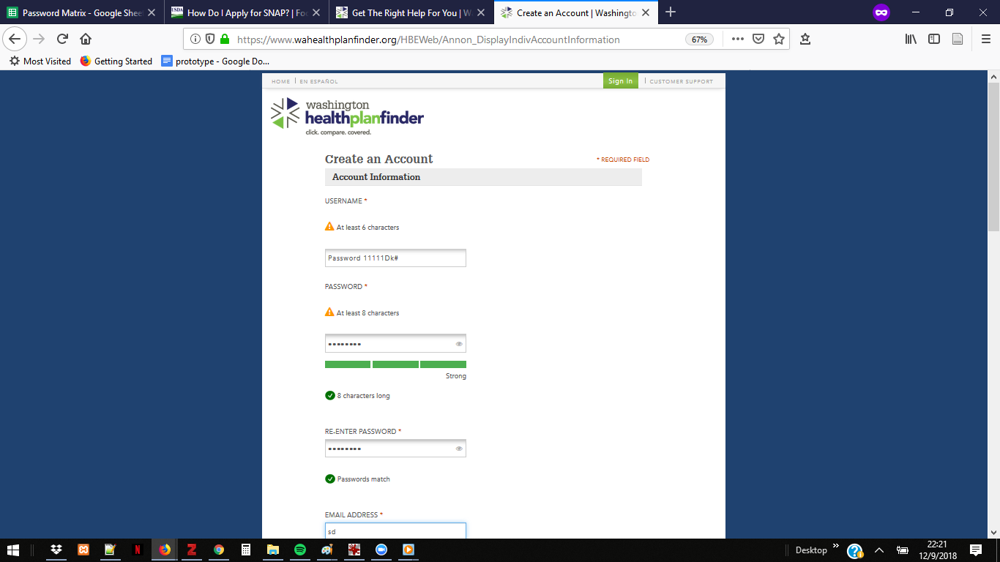 Password Matrix - Google Shee
How Do I Apply for SNAP? | Foo
Get The Right Help For You | W
Create an Account | Washingto
https://www.wahealthplanfinder.org/HBEWeb/Annon_DisplayIndivAccountInformation
67%
Most Visited
Getting Started
prototype - Google Do...
HOME | EN ESPAÑOL
Sign In | CUSTOMER SUPPORT
washington
healthplanfinder
click. compare. covered.
Create an Account
* REQUIRED FIELD
Account Information
USERNAME *
At least 6 characters
Password 11111Dk#
PASSWORD *
At least 8 characters
Strong
8 characters long
RE-ENTER PASSWORD *
Passwords match
EMAIL ADDRESS *
sd
Desktop
22:21
12/9/2018